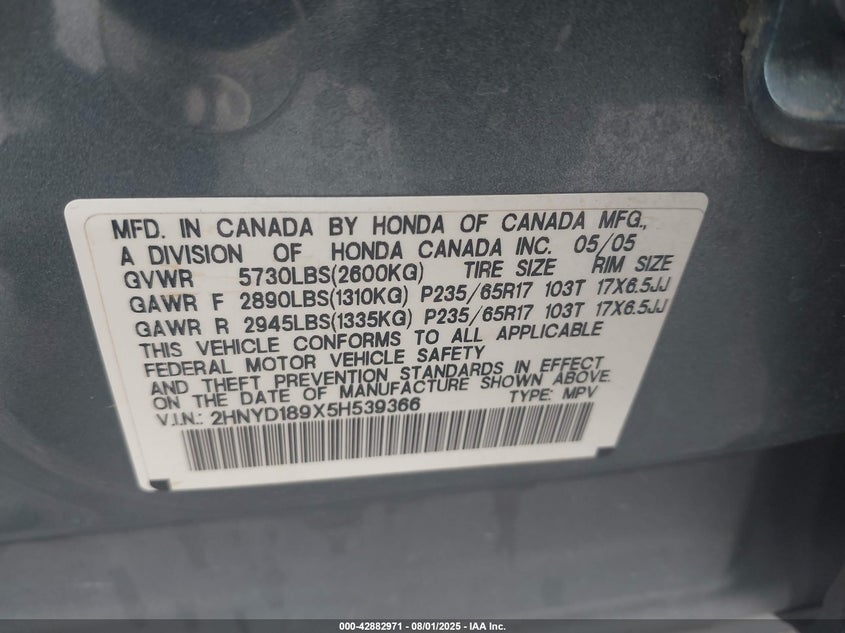 MFD. IN CANADA BY HONDA OF CANADA MFG.,
A DIVISION OF HONDA CANADA INC. 05/05
GVWR 5730LBS(2600KG) TIRE SIZE RIM SIZE
GAWR F 2890LBS(1310KG) P235/65R17 103T 17X6.5JJ
GAWR R 2945LBS(1335KG) P235/65R17 103T 17X6.5JJ
THIS VEHICLE CONFORMS TO ALL APPLICABLE
FEDERAL MOTOR VEHICLE SAFETY
AND THEFT PREVENTION STANDARDS IN EFFECT
ON THE DATE OF MANUFACTURE SHOWN ABOVE.
V.I.N.: 2HNYD189X5H539366 TYPE: MPV
000-42882971 - 08/01/2025 - IAA Inc.